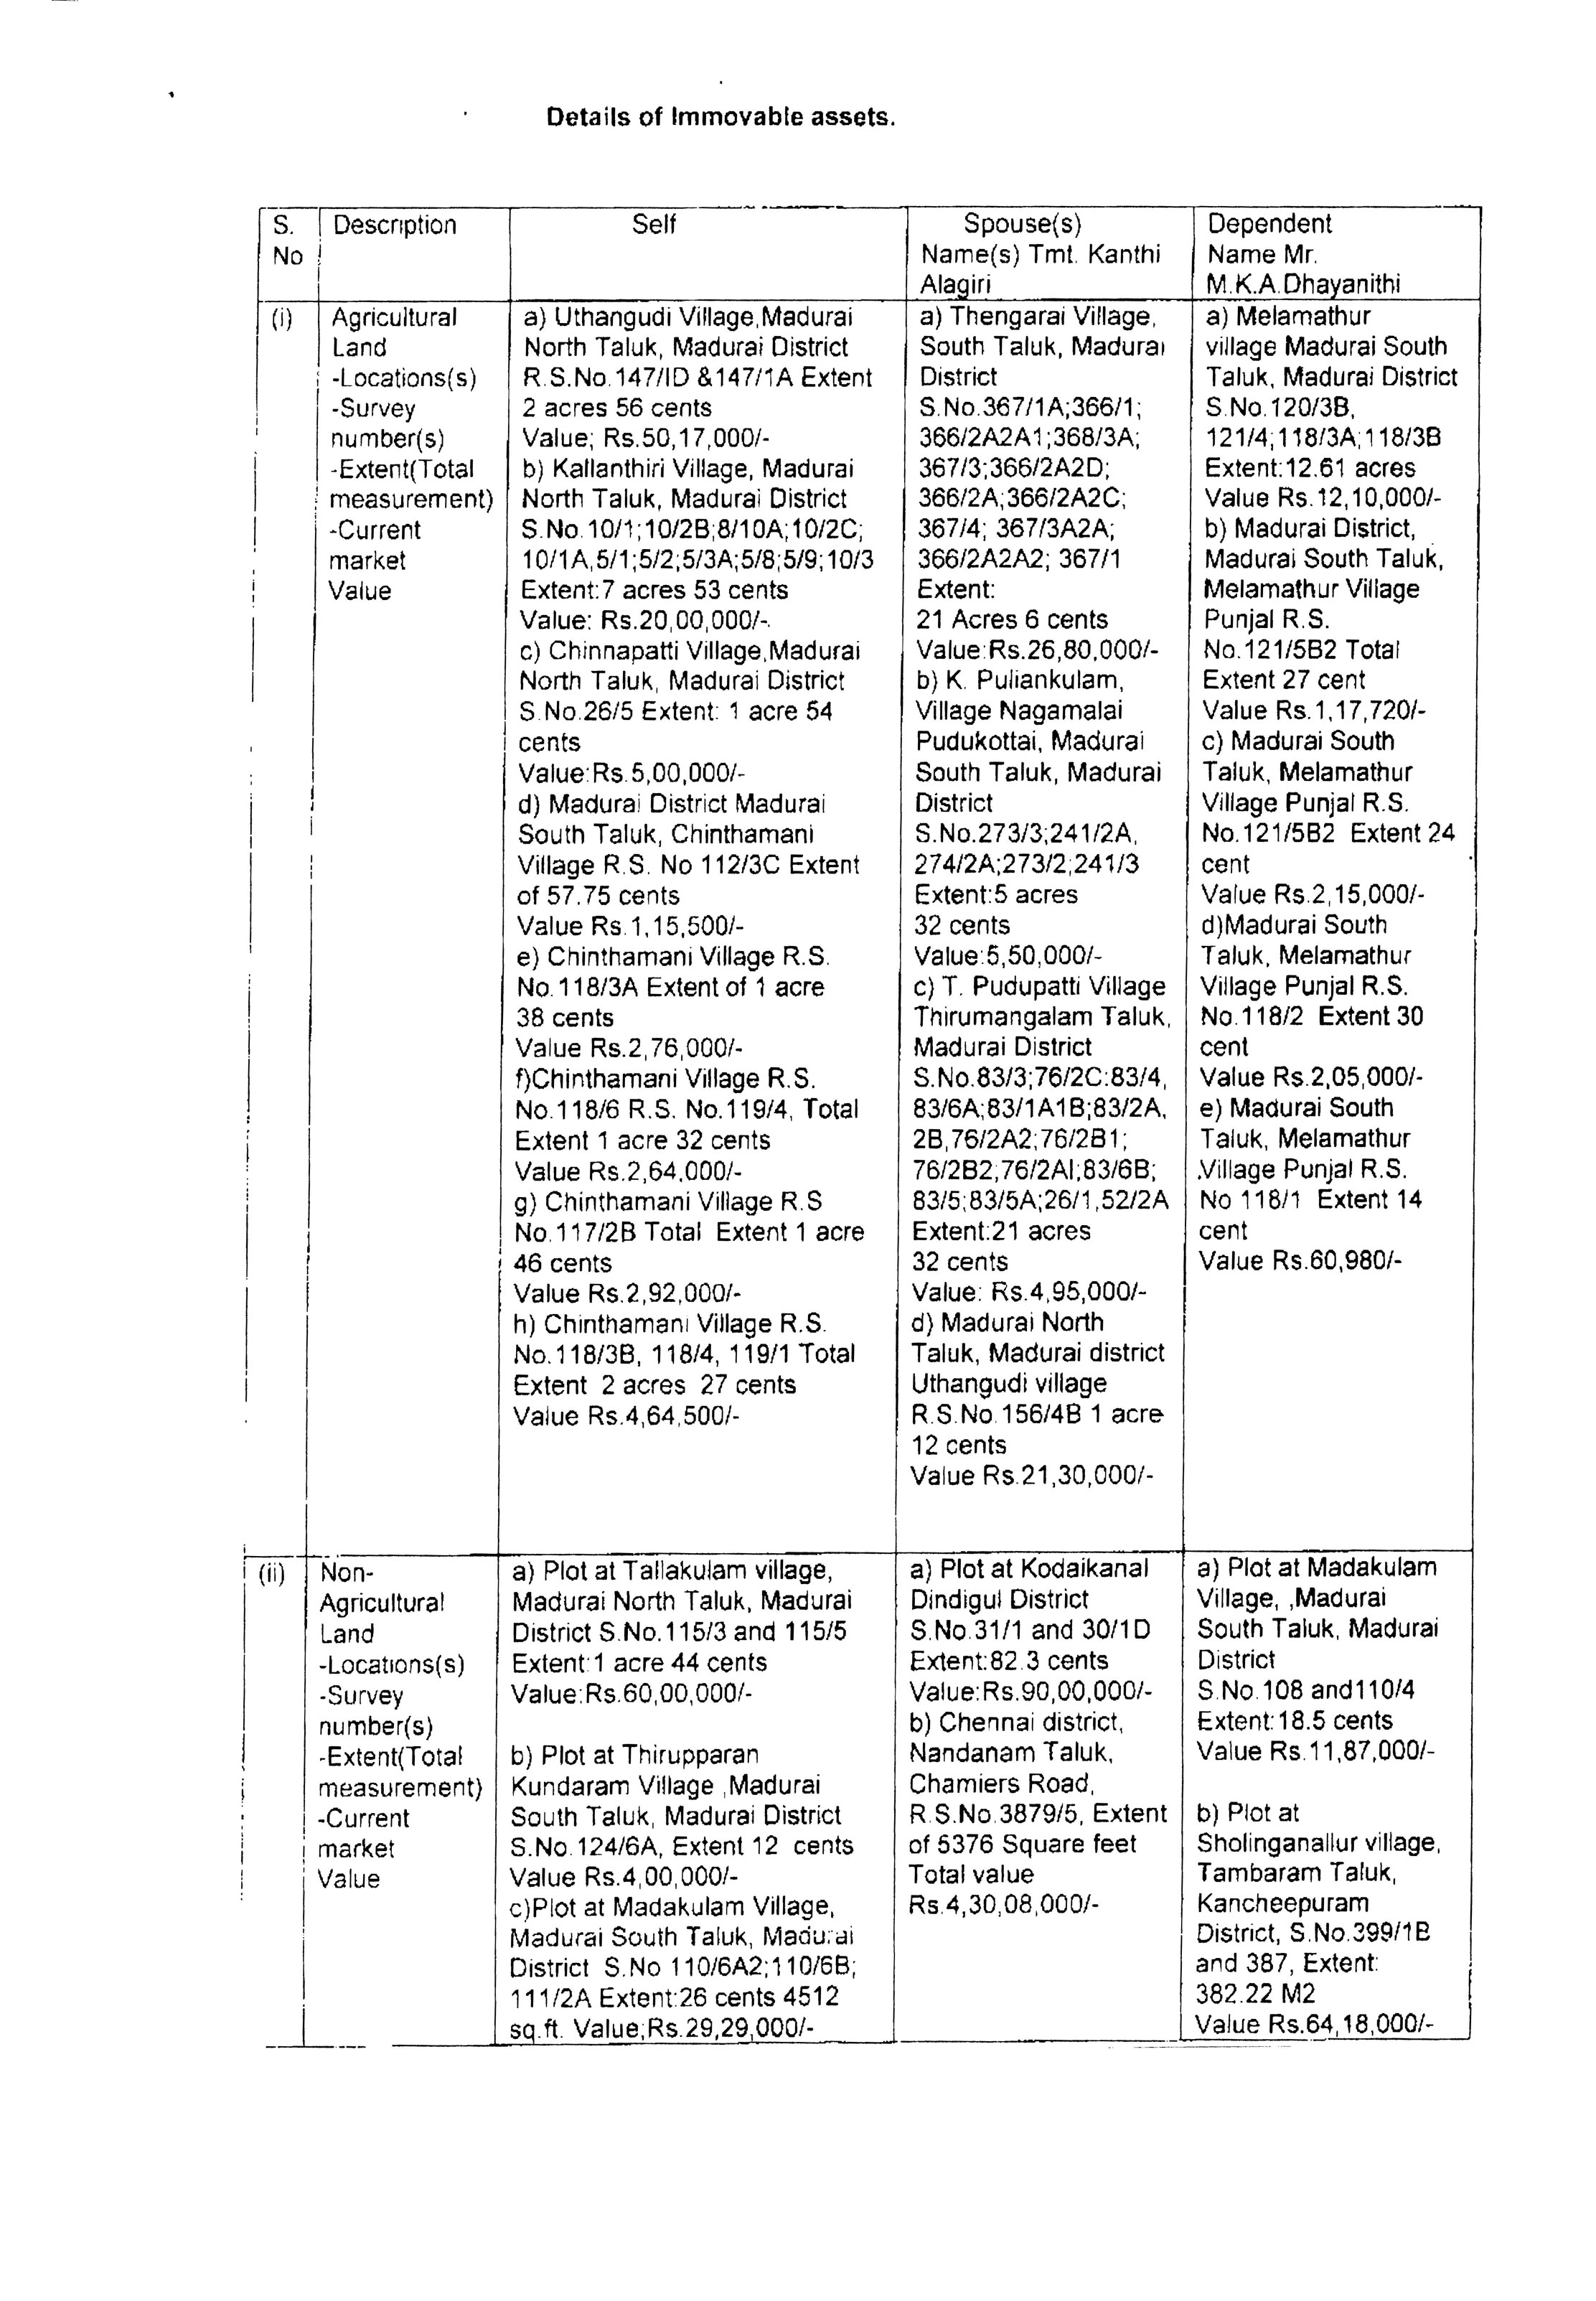 Details of Immovable assets.
S.
No
Description
Self
Spouse(s)
Name(s) Tmt. Kanthi
Alagiri
Dependent
Name Mr.
M.K.A.Dhayanithi
(i)
Agricultural
Land
-Locations(s)
-Survey
number(s)
-Extent(Total
measurement)
-Current
market
Value
a) Uthangudi Village,Madurai
North Taluk, Madurai District
R.S.No.147/ID &147/1A Extent
2 acres 56 cents
Value; Rs.50,17,000/-
b) Kallanthiri Village, Madurai
North Taluk, Madurai District
S.No.10/1;10/2B;8/10A;10/2C;
10/1A,5/1;5/2;5/3A;5/8;5/9;10/3
Extent:7 acres 53 cents
Value: Rs.20,00,000/-.
c) Chinnapatti Village,Madurai
North Taluk, Madurai District
S.No.26/5 Extent: 1 acre 54
cents
Value:Rs.5,00,000/-
d) Madurai District Madurai
South Taluk, Chinthamani
Village R.S. No 112/3C Extent
of 57.75 cents
Value Rs.1,15,500/-
e) Chinthamani Village R.S.
No.118/3A Extent of 1 acre
38 cents
Value Rs.2,76,000/-
f)Chinthamani Village R.S.
No.118/6 R.S. No.119/4, Total
Extent 1 acre 32 cents
Value Rs.2,64,000/-
g) Chinthamani Village R.S
No.117/2B Total Extent 1 acre
46 cents
Value Rs.2,92,000/-
h) Chinthamani Village R.S.
No.118/3B, 118/4, 119/1 Total
Extent 2 acres 27 cents
Value Rs.4,64,500/-
a) Thengarai Village,
South Taluk, Madurai
District
S.No.367/1A;366/1;
366/2A2A1;368/3A;
367/3;366/2A2D;
366/2A;366/2A2C;
367/4; 367/3A2A;
366/2A2A2; 367/1
Extent:
21 Acres 6 cents
Value:Rs.26,80,000/-
b) K. Puliankulam,
Village Nagamalai
Pudukottai, Madurai
South Taluk, Madurai
District
S.No.273/3;241/2A,
274/2A;273/2;241/3
Extent:5 acres
32 cents
Value:5,50,000/-
c) T. Pudupatti Village
Thirumangalam Taluk,
Madurai District
S.No.83/3;76/2C:83/4,
83/6A;83/1A1B;83/2A,
2B,76/2A2;76/2B1;
76/2B2;76/2AI;83/6B;
83/5;83/5A;26/1,52/2A
Extent:21 acres
32 cents
Value: Rs.4,95,000/-
d) Madurai North
Taluk, Madurai district
Uthangudi village
R.S.No.156/4B 1 acre
12 cents
Value Rs.21,30,000/-
a) Melamathur
village Madurai South
Taluk, Madurai District
S.No.120/3B,
121/4;118/3A;118/3B
Extent:12.61 acres
Value Rs.12,10,000/-
b) Madurai District,
Madurai South Taluk,
Melamathur Village
Punjal R.S.
No.121/5B2 Total
Extent 27 cent
Value Rs.1,17,720/-
c) Madurai South
Taluk, Melamathur
Village Punjal R.S.
No.121/5B2 Extent 24
cent
Value Rs.2,15,000/-
d)Madurai South
Taluk, Melamathur
Village Punjal R.S.
No.118/2 Extent 30
cent
Value Rs.2,05,000/-
e) Madurai South
Taluk, Melamathur
.Village Punjal R.S.
No 118/1 Extent 14
cent
Value Rs.60,980/-
(ii)
Non-
Agricultural
Land
-Locations(s)
-Survey
number(s)
-Extent(Total
measurement)
-Current
market
Value
a) Plot at Tallakulam village,
Madurai North Taluk, Madurai
District S.No.115/3 and 115/5
Extent:1 acre 44 cents
Value:Rs.60,00,000/-
b) Plot at Thirupparan
Kundaram Village ,Madurai
South Taluk, Madurai District
S.No.124/6A, Extent 12 cents
Value Rs.4,00,000/-
c)Plot at Madakulam Village,
Madurai South Taluk, Madurai
District S.No 110/6A2;110/6B;
111/2A Extent:26 cents 4512
sq.ft. Value;Rs.29,29,000/-
a) Plot at Kodaikanal
Dindigul District
S.No.31/1 and 30/1D
Extent:82.3 cents
Value:Rs.90,00,000/-
b) Chennai district,
Nandanam Taluk,
Chamiers Road,
R.S.No.3879/5, Extent
of 5376 Square feet
Total value
Rs.4,30,08,000/-
a) Plot at Madakulam
Village, ,Madurai
South Taluk, Madurai
District
S.No.108 and110/4
Extent:18.5 cents
Value Rs.11,87,000/-
b) Plot at
Sholinganallur village,
Tambaram Taluk,
Kancheepuram
District, S.No.399/1B
and 387, Extent:
382.22 M2
Value Rs.64,18,000/-